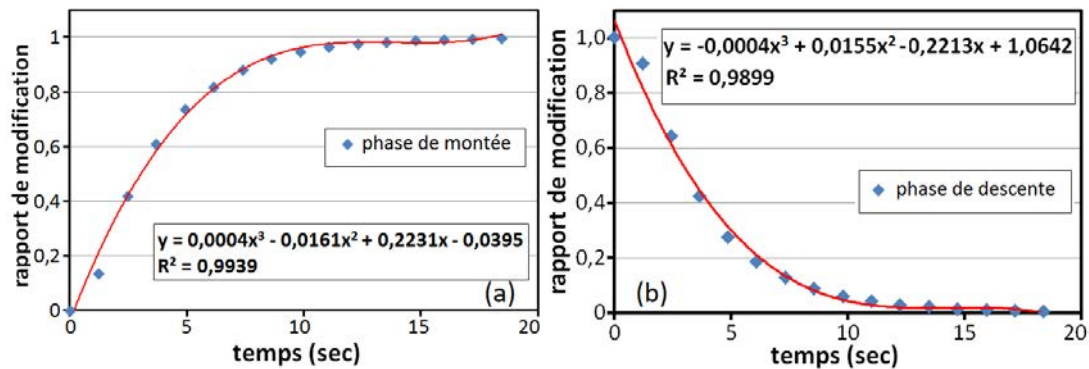 1
0,8
0,6
0,4
0,2
0
0
5
10
15
20
rapport de modification
temps (sec)
phase de montée
y = 0,0004x³ - 0,0161x² + 0,2231x - 0,0395
R² = 0,9939
(a)
1,0
0,8
0,6
0,4
0,2
0
0
5
10
15
20
rapport de modification
temps (sec)
y = -0,0004x³ + 0,0155x² - 0,2213x + 1,0642
R² = 0,9899
phase de descente
(b)